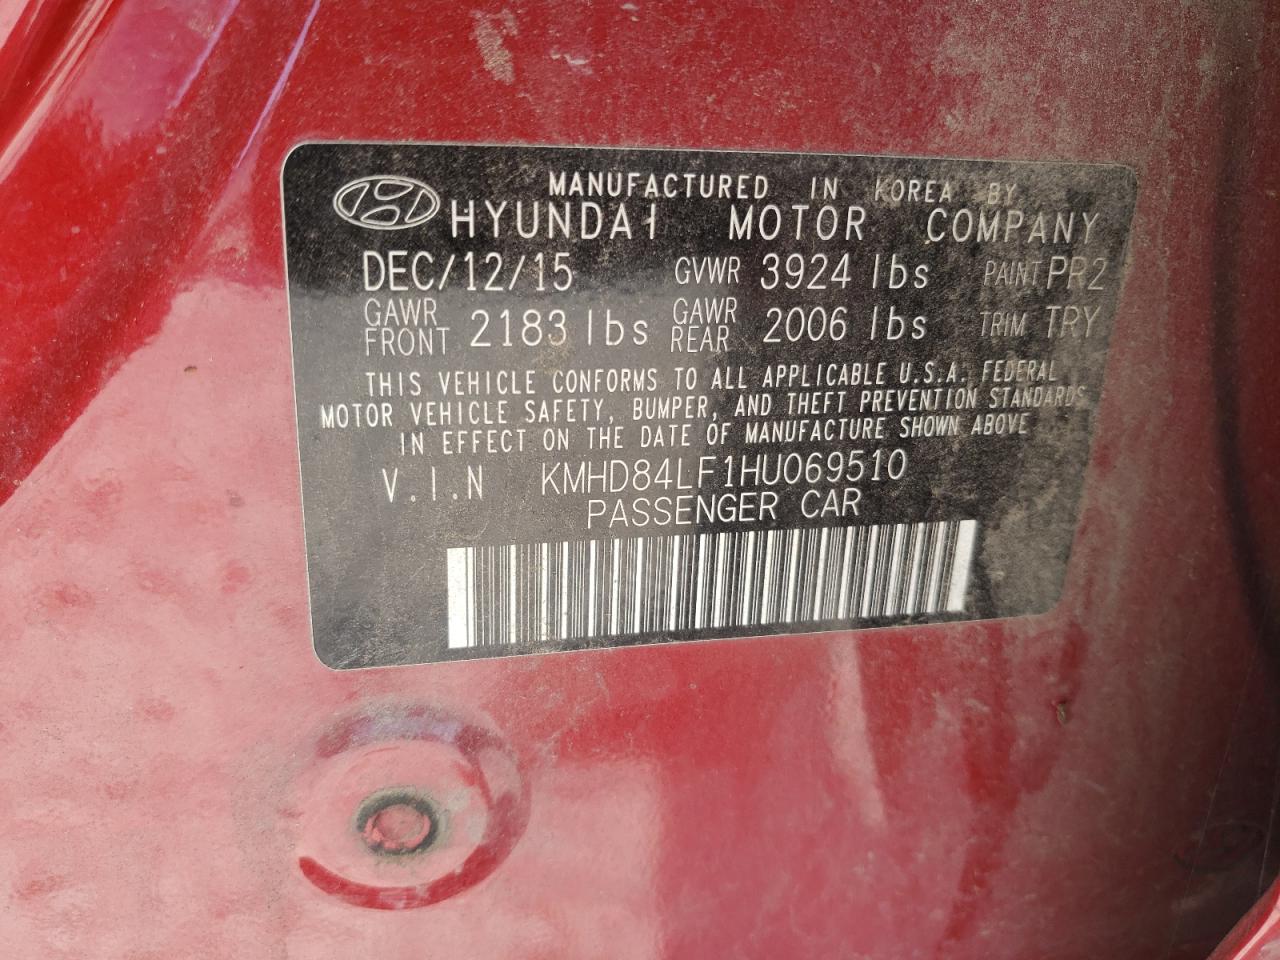 MANUFACTURED IN KOREA BY
HYUNDAI MOTOR COMPANY
DEC/12/15 GVWR 3924 lbs PAINT PR2
GAWR FRONT 2183 lbs GAWR REAR 2006 lbs TRIM TRY
THIS VEHICLE CONFORMS TO ALL APPLICABLE U.S.A. FEDERAL
MOTOR VEHICLE SAFETY, BUMPER, AND THEFT PREVENTION STANDARDS
IN EFFECT ON THE DATE OF MANUFACTURE SHOWN ABOVE
V.I.N KMHD84LF1HU069510
PASSENGER CAR